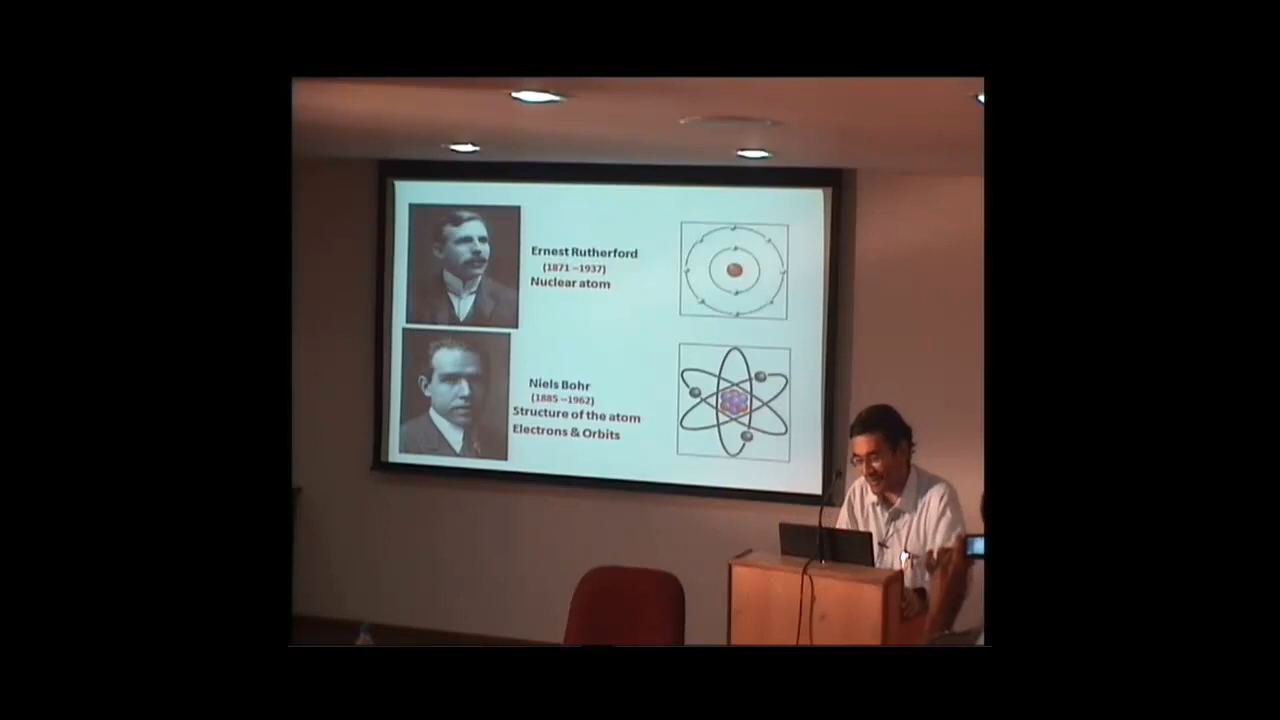 Ernest Rutherford
(1871 –1937)
Nuclear atom
Niels Bohr
(1885 –1962)
Structure of the atom
Electrons & Orbits